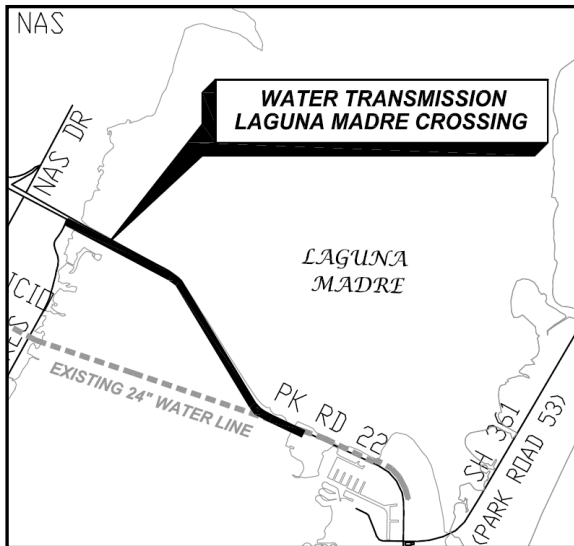 NAS
WATER TRANSMISSION
LAGUNA MADRE CROSSING
NAS DR
LAGUNA
MADRE
EXISTING 24" WATER LINE
PK RD 22
SH 361
(PARK ROAD 53)